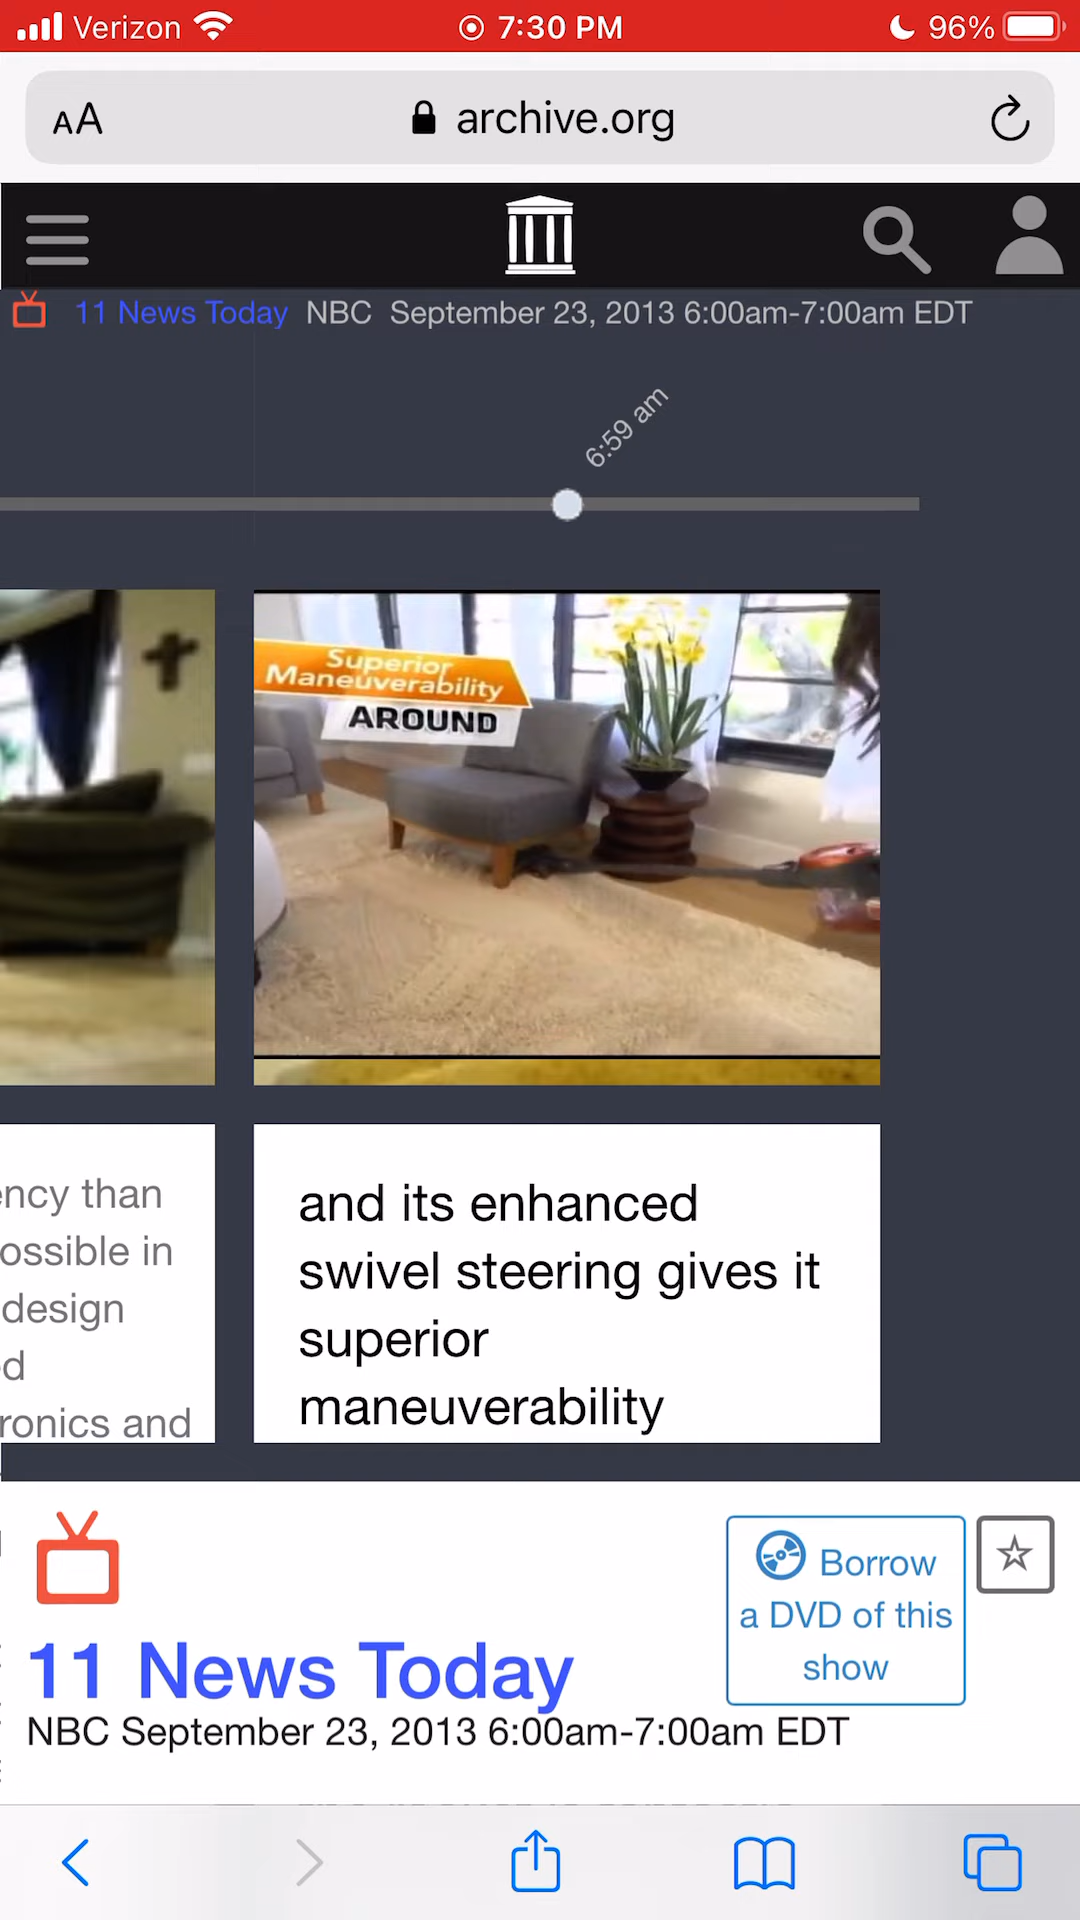 Verizon 7:30 PM 96%
AA archive.org
11 News Today NBC September 23, 2013 6:00am-7:00am EDT
6:59 am
Superior
Maneuverability
AROUND
ency than
ossible in
design
d
ronics and
and its enhanced
swivel steering gives it
superior
maneuverability
Borrow
a DVD of this
show
11 News Today
NBC September 23, 2013 6:00am-7:00am EDT